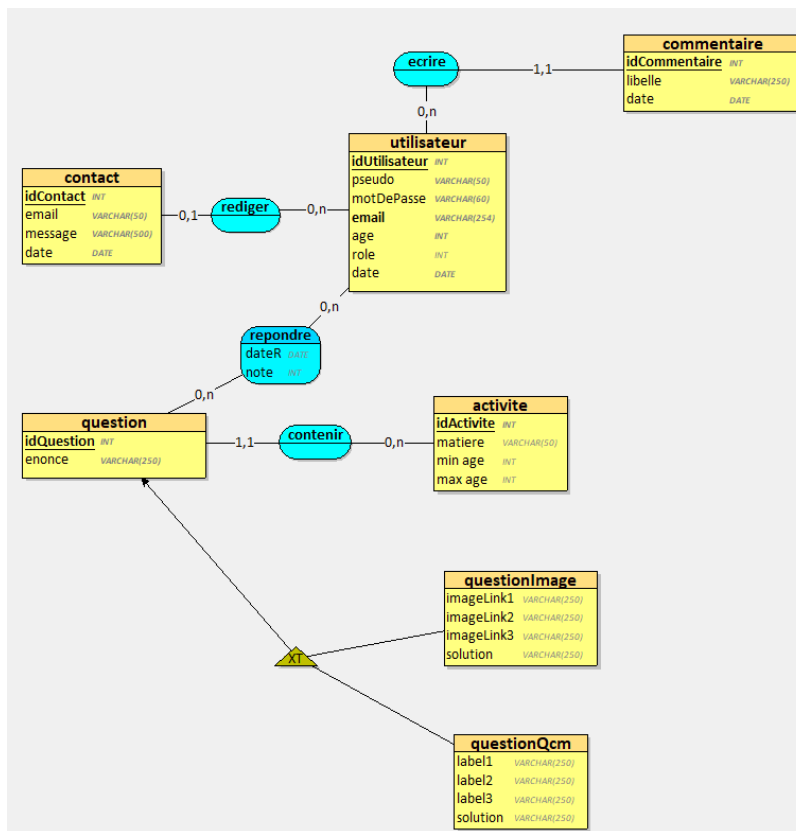 ecrire
1,1
0,n
commentaire
idCommentaire INT
libelle VARCHAR(250)
date DATE
utilisateur
idUtilisateur INT
pseudo VARCHAR(50)
motDePasse VARCHAR(60)
email VARCHAR(254)
age INT
role INT
date DATE
contact
idContact INT
email VARCHAR(50)
message VARCHAR(500)
date DATE
0,1
rediger
0,n
0,n
repondre
dateR DATE
note INT
0,n
question
idQuestion INT
enonce VARCHAR(250)
1,1
contenir
0,n
activite
idActivite INT
matiere VARCHAR(50)
min age INT
max age INT
XT
questionImage
imageLink1 VARCHAR(250)
imageLink2 VARCHAR(250)
imageLink3 VARCHAR(250)
solution VARCHAR(250)
questionQcm
label1 VARCHAR(250)
label2 VARCHAR(250)
label3 VARCHAR(250)
solution VARCHAR(250)